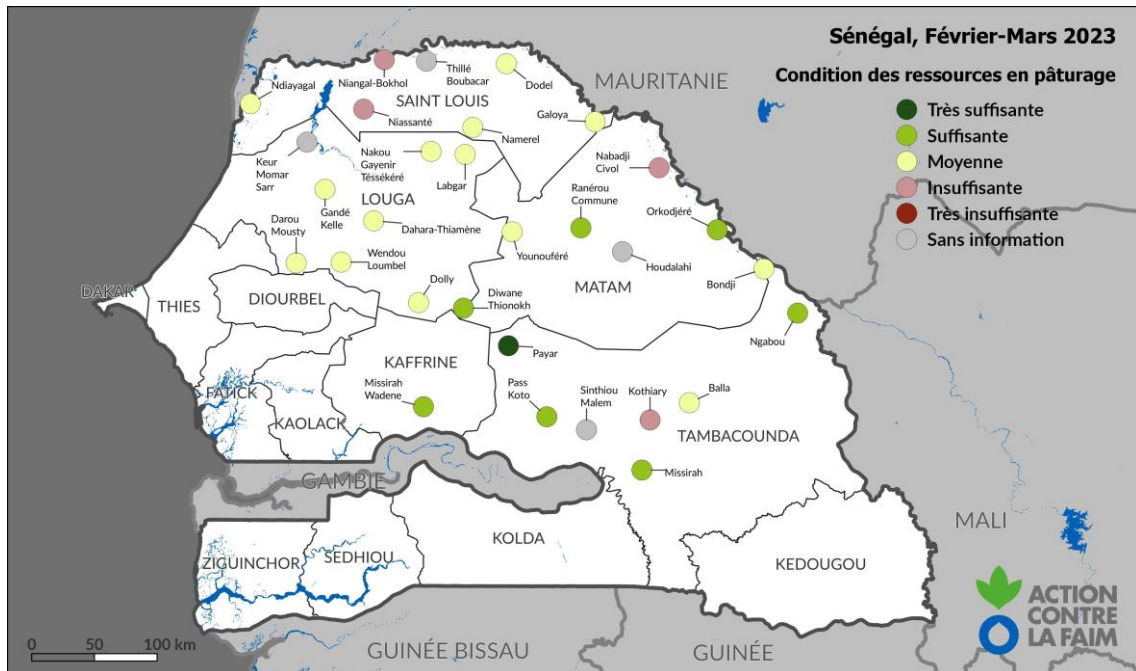 Sénégal, Février-Mars 2023
Condition des ressources en pâturage
Très suffisante
Suffisante
Moyenne
Insuffisante
Très insuffisante
Sans information
MAURITANIE
Ndiayagal
Niangal-Bokhol
Thillé
Boubacar
Dodel
SAINT LOUIS
Niassanté
Namerel
Galoya
Keur
Momar
Sarr
Nakou
Gayenir
Téssékéré
Labgar
Nabadji
Civol
Ranérou
Commune
Orkodjéré
LOUGA
Gandé
Kelle
Darou
Mousty
Dahara-Thiamène
Younouféré
Houdalahi
Wendou
Loumbel
Dolly
Diwane
Thionokh
MATAM
Bondji
Ngabou
DAKAR
THIES
DIOURBEL
KAFFRINE
Payar
FATICK
KAOLACK
Missirah
Wadene
Pass
Koto
Sinthiou
Malem
Kothiary
Balla
TAMBACOUNDA
Missirah
GAMBIE
MALI
ZIGUINCHOR
SEDHIOU
KOLDA
KEDOUGOU
GUINÉE BISSAU
GUINÉE
0 50 100 km
ACTION
CONTRE
LA FAIM